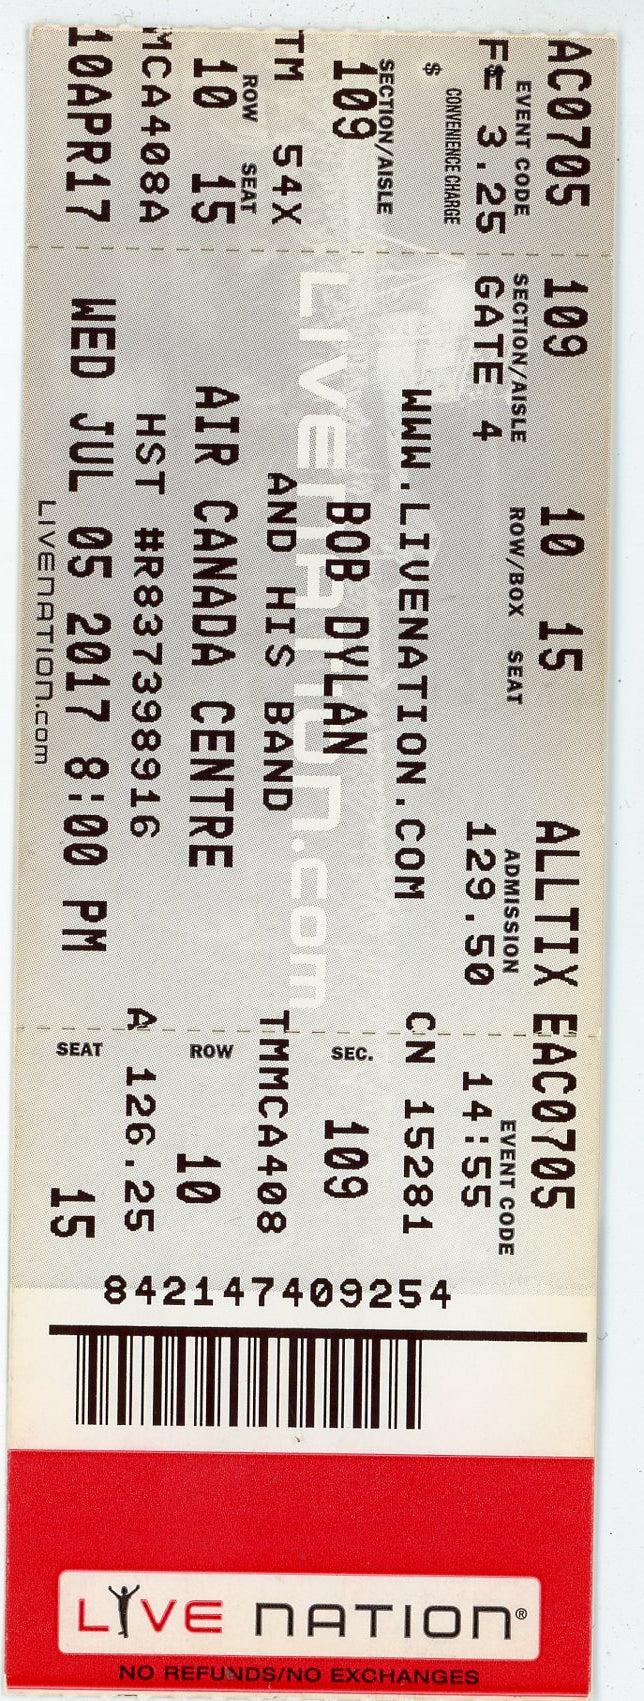 AC0705 109 10 15 ALLTIX EAC0705
EVENT CODE SECTION/AISLE ROW/BOX SEAT ADMISSION EVENT CODE
F 3.25 GATE 4 129.50 14:55
$ CONVENIENCE CHARGE
WWW.LIVENATION.COM CN 15281
SECTION/AISLE
109 BOB DYLAN SEC. 109
LIVENATION.com
TM 54X AND HIS BAND TMMCA408
ROW SEAT
10 15 AIR CANADA CENTRE ROW 10
MCA408A HST #R837398916 A 126.25
10APR17 WED JUL 05 2017 8:00 PM SEAT 15
LIVENATION.com
842147409254
LIVE NATION®
NO REFUNDS/NO EXCHANGES